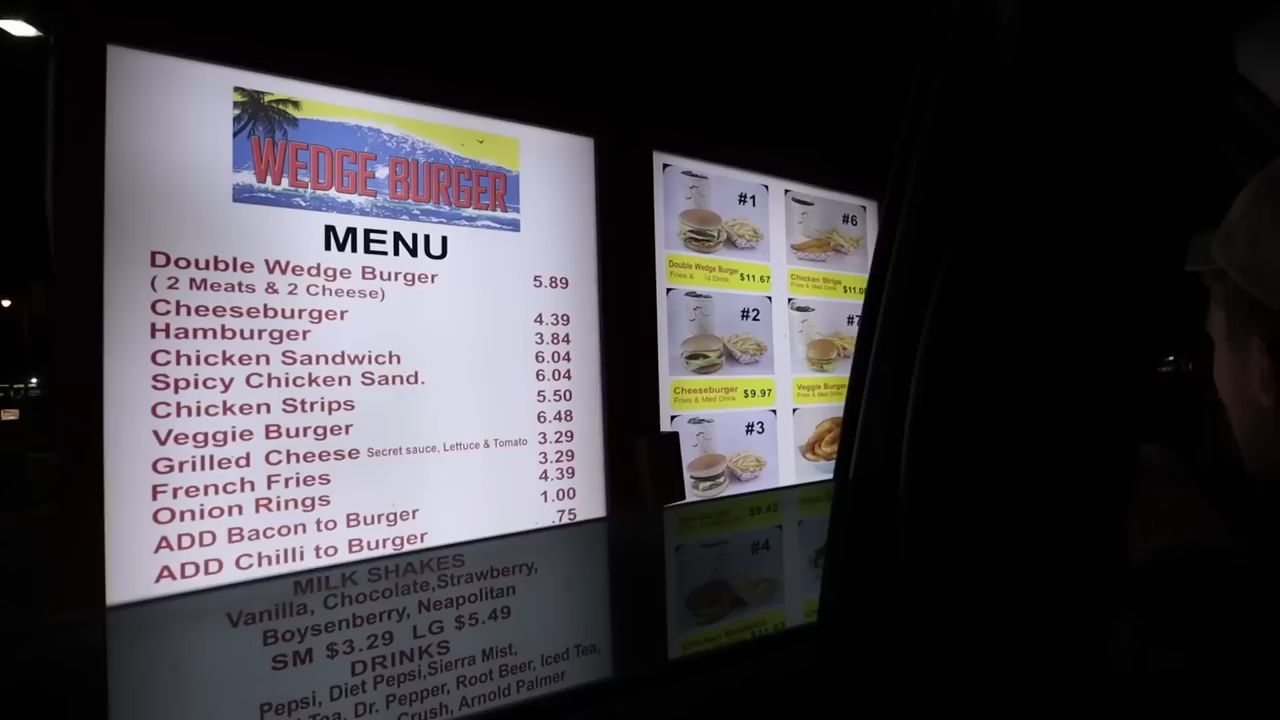 WEDGE BURGER
MENU
Double Wedge Burger 5.89
( 2 Meats & 2 Cheese)
Cheeseburger 4.39
Hamburger 3.84
Chicken Sandwich 6.04
Spicy Chicken Sand. 6.04
Chicken Strips 5.50
Veggie Burger 6.48
Grilled Cheese Secret sauce, Lettuce & Tomato 3.29
French Fries 3.29
Onion Rings 4.39
ADD Bacon to Burger 1.00
ADD Chilli to Burger .75
MILK SHAKES
Vanilla, Chocolate,Strawberry,
Boysenberry, Neapolitan
SM $3.29 LG $5.49
DRINKS
Pepsi, Diet Pepsi,Sierra Mist,
Tea, Dr. Pepper, Root Beer, Iced Tea,
Crush, Arnold Palmer
#1
Double Wedge Burger $11.67
Fries & Drink
#6
Chicken Strips
Fries & Med Drink
#2
Cheeseburger $9.97
Fries & Med Drink
#7
Veggie Burger
Fries & Med Drink
#3
$9.42
#4
Chicken Sandwich